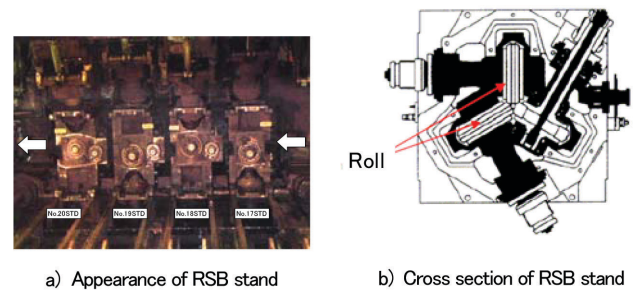 No.20STD
No.19STD
No.18STD
No.17STD
Roll
a) Appearance of RSB stand
b) Cross section of RSB stand